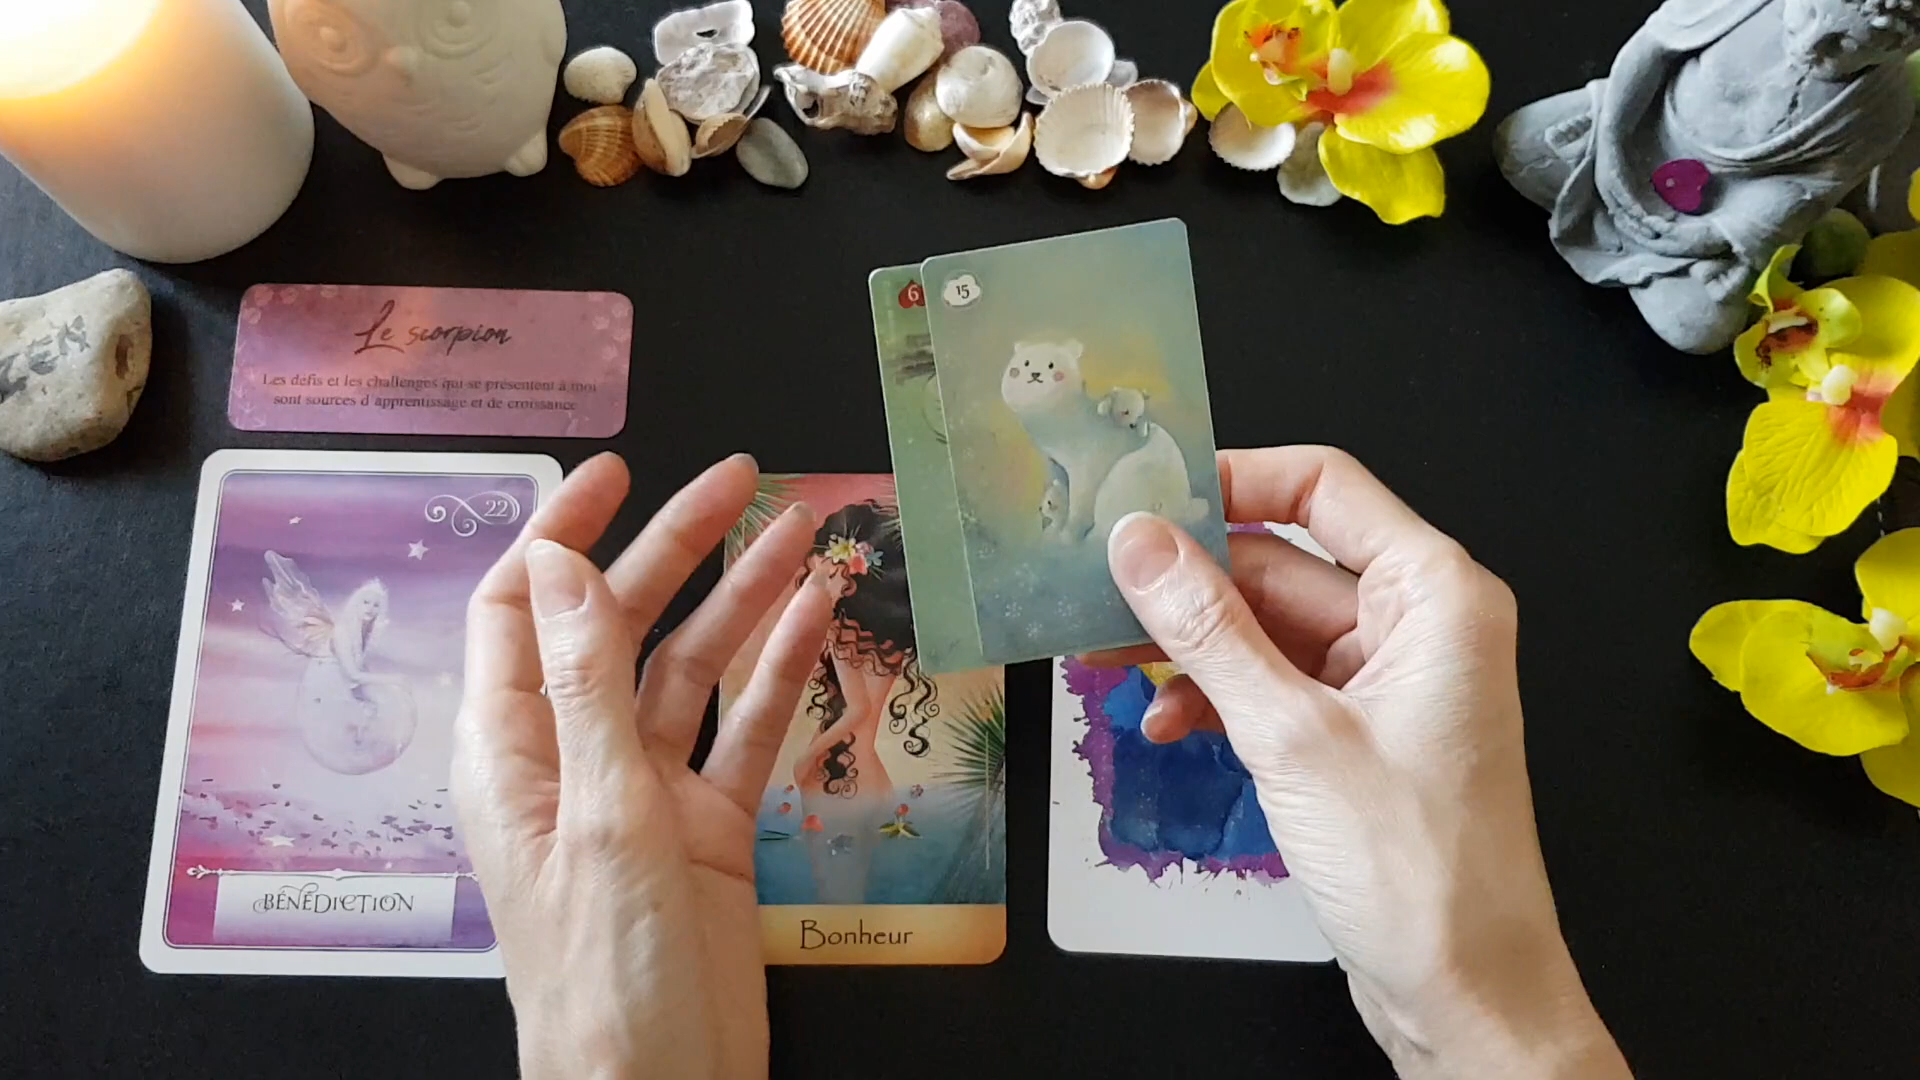 6
15
ZEN
Le scorpion
Les défis et les challenges qui se présentent à moi
sont sources d'apprentissage et de croissance
22
BÉNÉDICTION
Bonheur